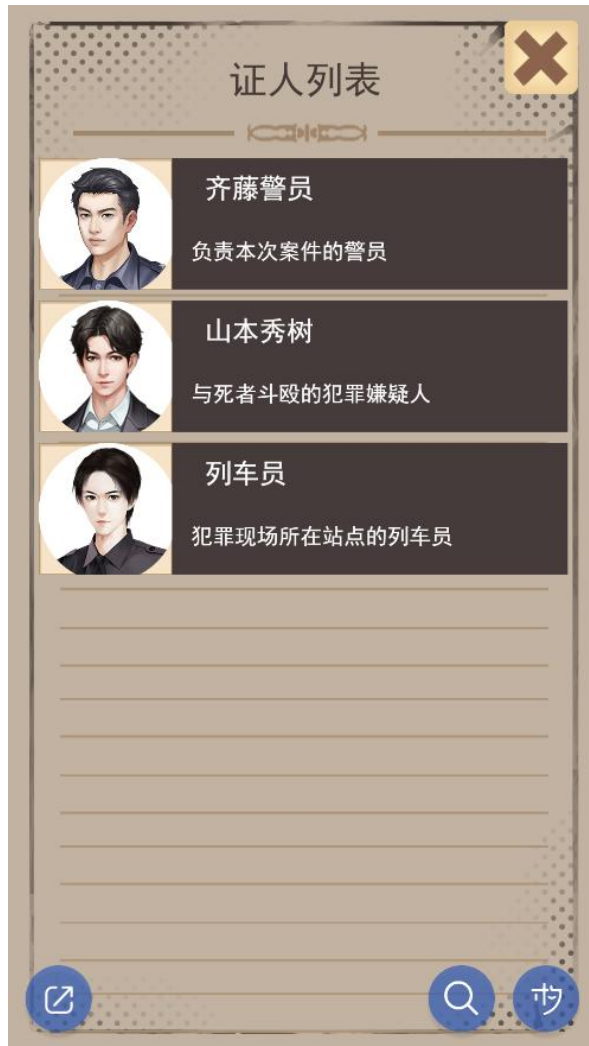 证人列表
齐藤警员
负责本次案件的警员
山本秀树
与死者斗殴的犯罪嫌疑人
列车员
犯罪现场所在站点的列车员